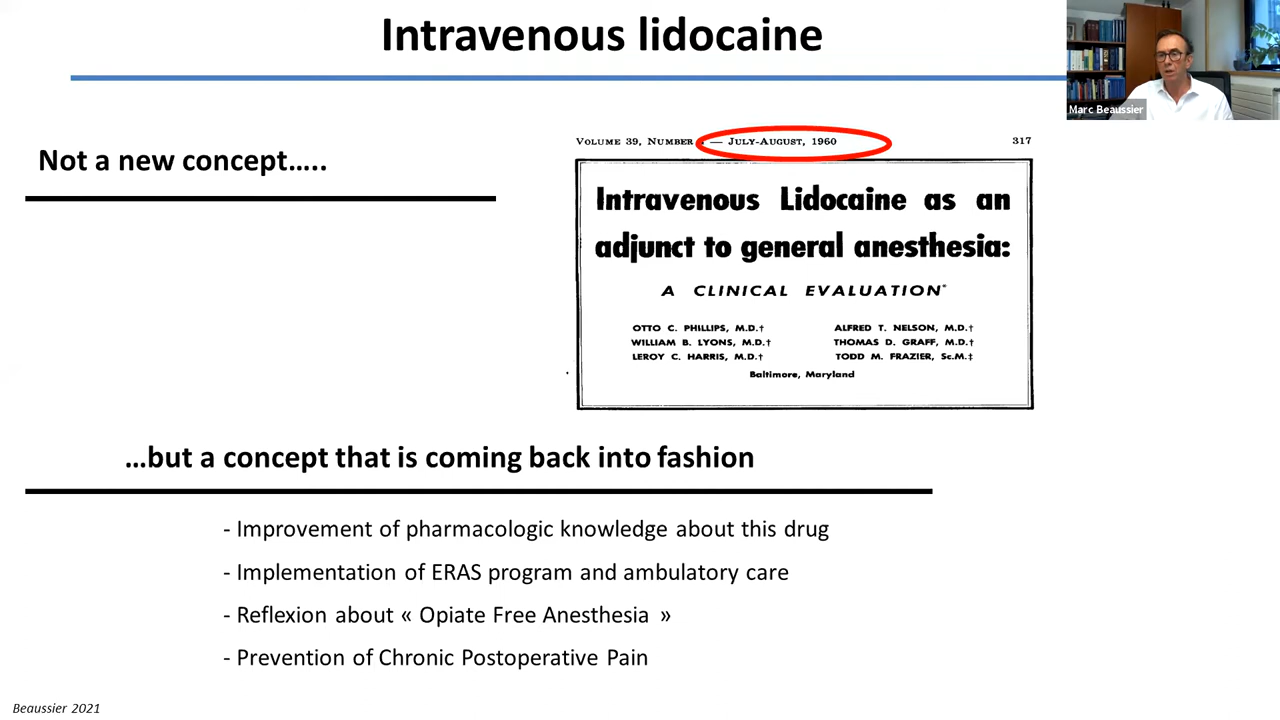 Intravenous lidocaine
Marc Beaussier
Not a new concept…..
VOLUME 39, NUMBER — JULY-AUGUST, 1960
317
Intravenous Lidocaine as an
adjunct to general anesthesia:
A CLINICAL EVALUATION*
OTTO C. PHILLIPS, M.D.† ALFRED T. NELSON, M.D.†
WILLIAM B. LYONS, M.D.† THOMAS D. GRAFF, M.D.†
LEROY C. HARRIS, M.D.† TODD M. FRAZIER, Sc.M.‡
Baltimore, Maryland
…but a concept that is coming back into fashion
- Improvement of pharmacologic knowledge about this drug
- Implementation of ERAS program and ambulatory care
- Reflexion about « Opiate Free Anesthesia »
- Prevention of Chronic Postoperative Pain
Beaussier 2021